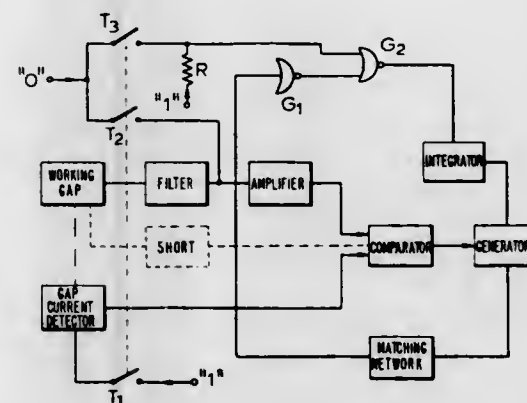 T3
"O"
R
"1"
G1
G2
T2
INTEGRATOR
WORKING
GAP
FILTER
AMPLIFIER
SHORT
COMPARATOR
GENERATOR
GAP
CURRENT
DETECTOR
MATCHING
NETWORK
T1
"1"